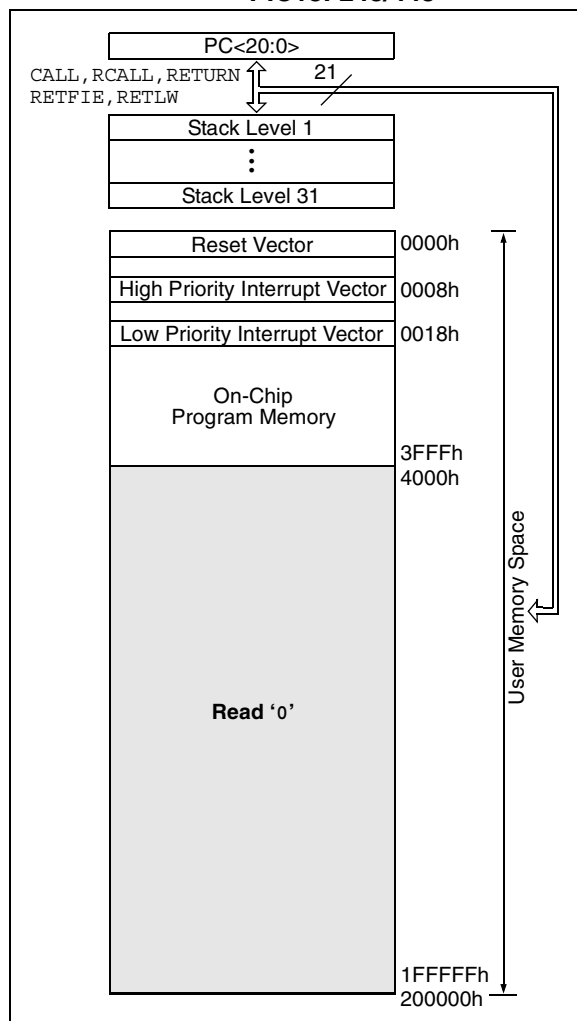 PC<20:0>
CALL,RCALL,RETURN
RETFIE,RETLW
21
Stack Level 1
Stack Level 31
Reset Vector
0000h
High Priority Interrupt Vector
0008h
Low Priority Interrupt Vector
0018h
On-Chip
Program Memory
3FFFh
4000h
User Memory Space
Read ‘0’
1FFFFFh
200000h